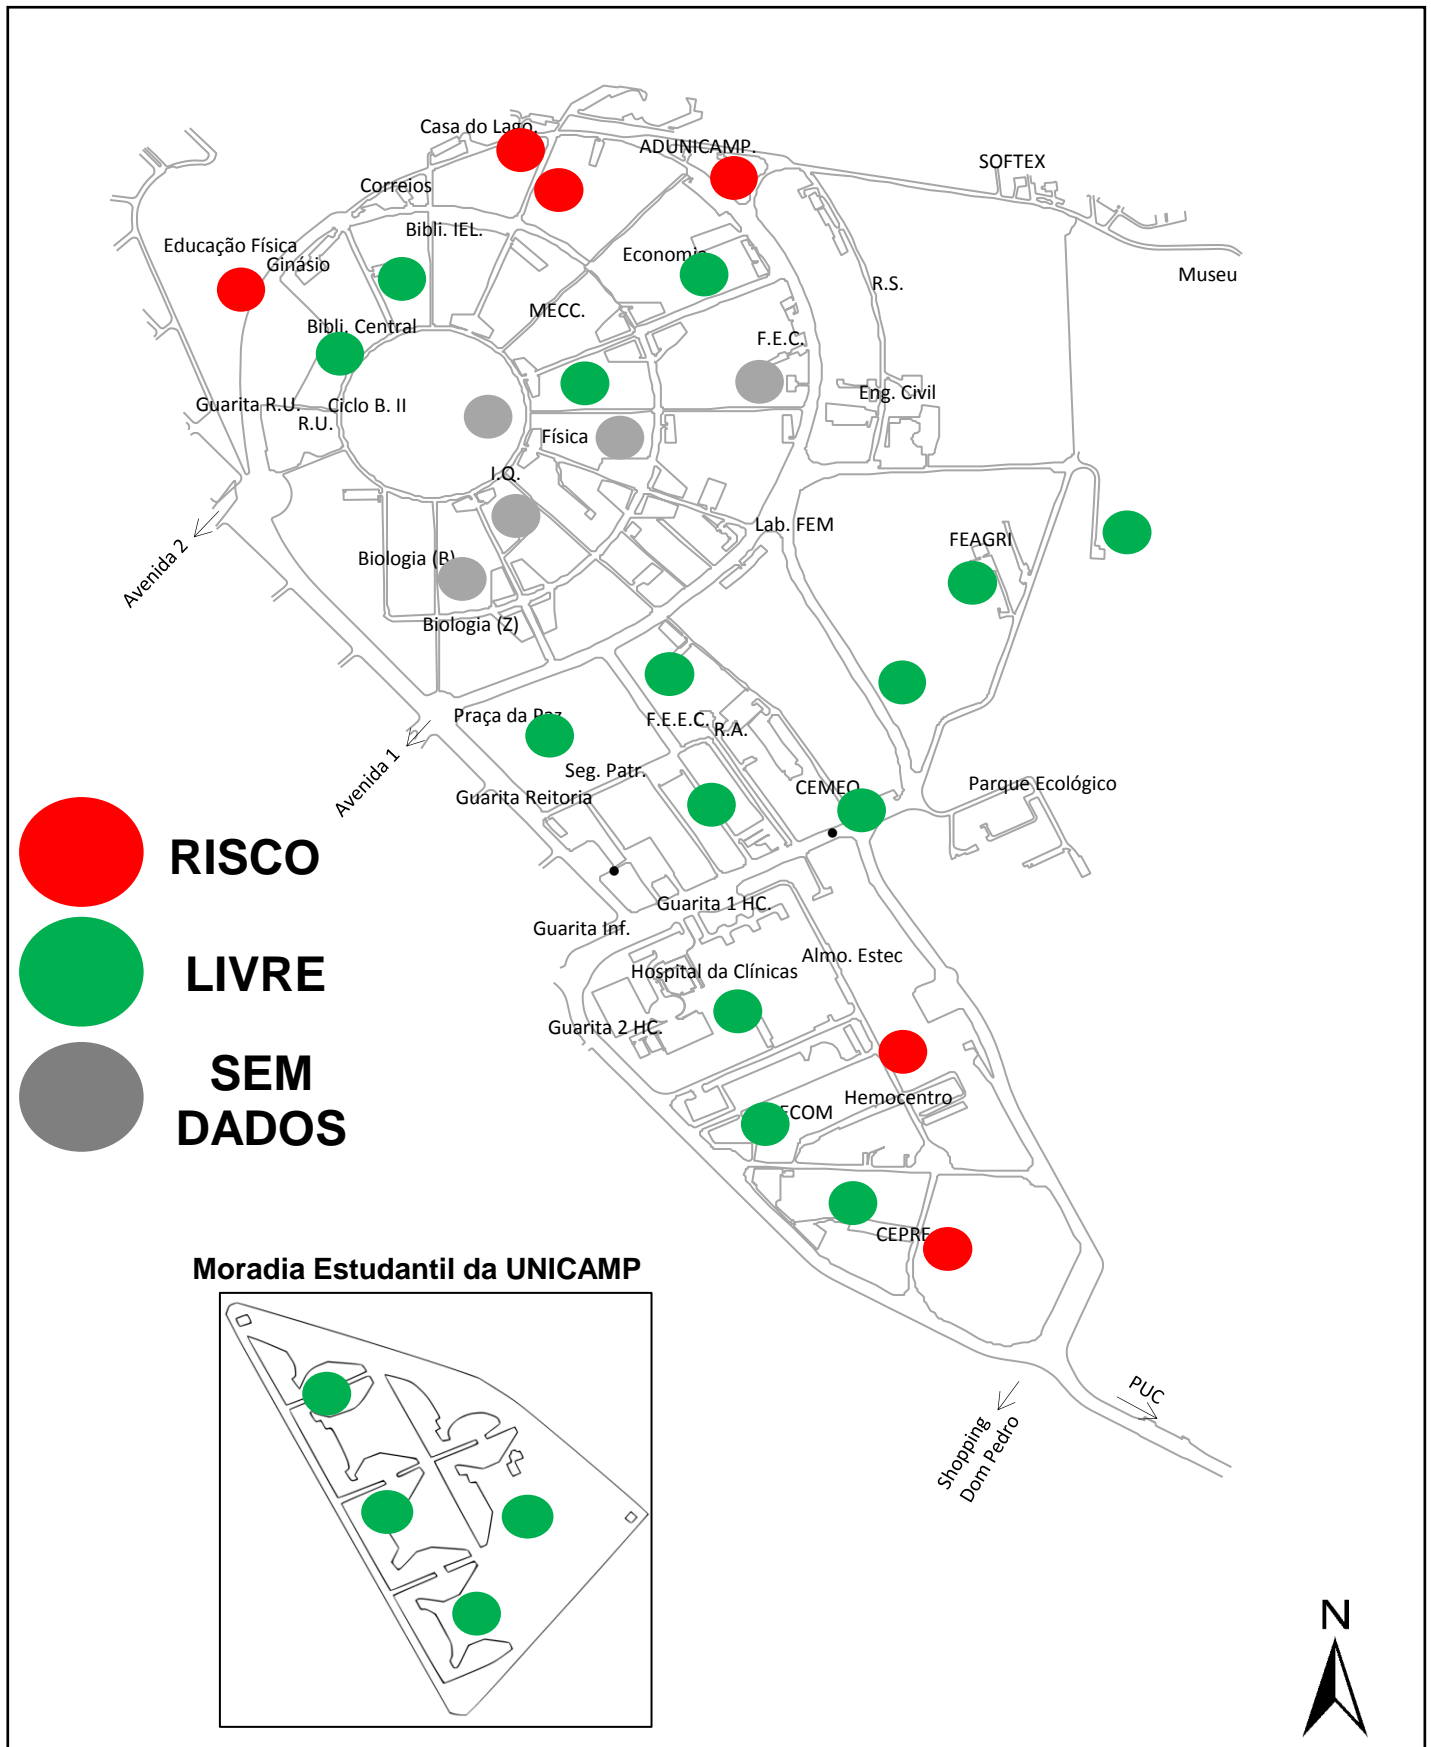 Casa do Lago.
ADUNICAMP.
SOFTEX
Correios
Bibli. IEL.
Educação Física
Ginásio
Economia
Museu
R.S.
MECC.
Bibli. Central
F.E.C.
Guarita R.U.
Ciclo B. II
R.U.
Eng. Civil
Física
I.Q.
Lab. FEM
FEAGRI
Avenida 2
Biologia (B)
Biologia (Z)
Praça da Paz
F.E.E.C.
R.A.
Avenida 1
Seg. Patr.
Guarita Reitoria
CEMEQ
Parque Ecológico
RISCO
LIVRE
SEM
DADOS
Guarita 1 HC.
Guarita Inf.
Almo. Estec
Hospital da Clínicas
Guarita 2 HC.
Hemocentro
CEPRE
Moradia Estudantil da UNICAMP
PUC
Shopping
Dom Pedro
N